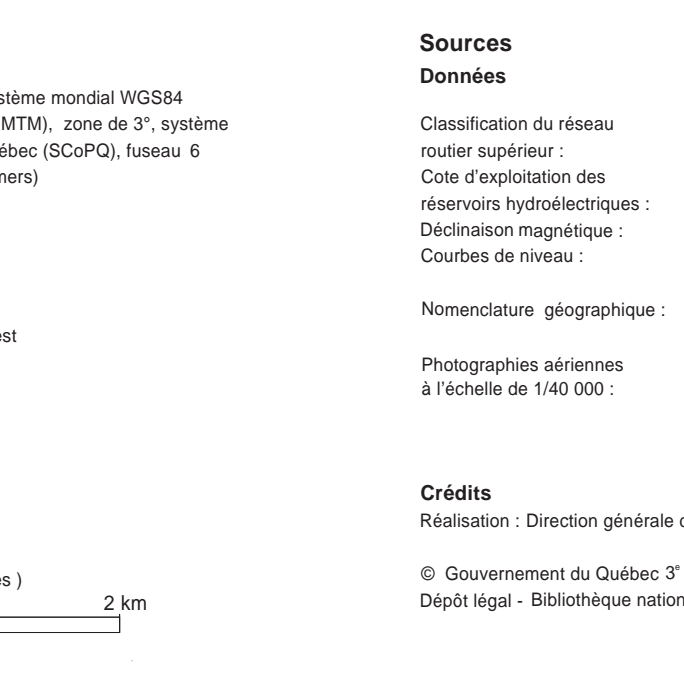 stème mondial WGS84
MTM), zone de 3°, système
ébec (SCoPQ), fuseau 6
mers)
est
es )
2 km
Sources
Données
Classification du réseau
routier supérieur :
Cote d'exploitation des
réservoirs hydroélectriques :
Déclinaison magnétique :
Courbes de niveau :
Nomenclature géographique :
Photographies aériennes
à l'échelle de 1/40 000 :
Crédits
Réalisation : Direction générale
© Gouvernement du Québec 3e
Dépôt légal - Bibliothèque nation